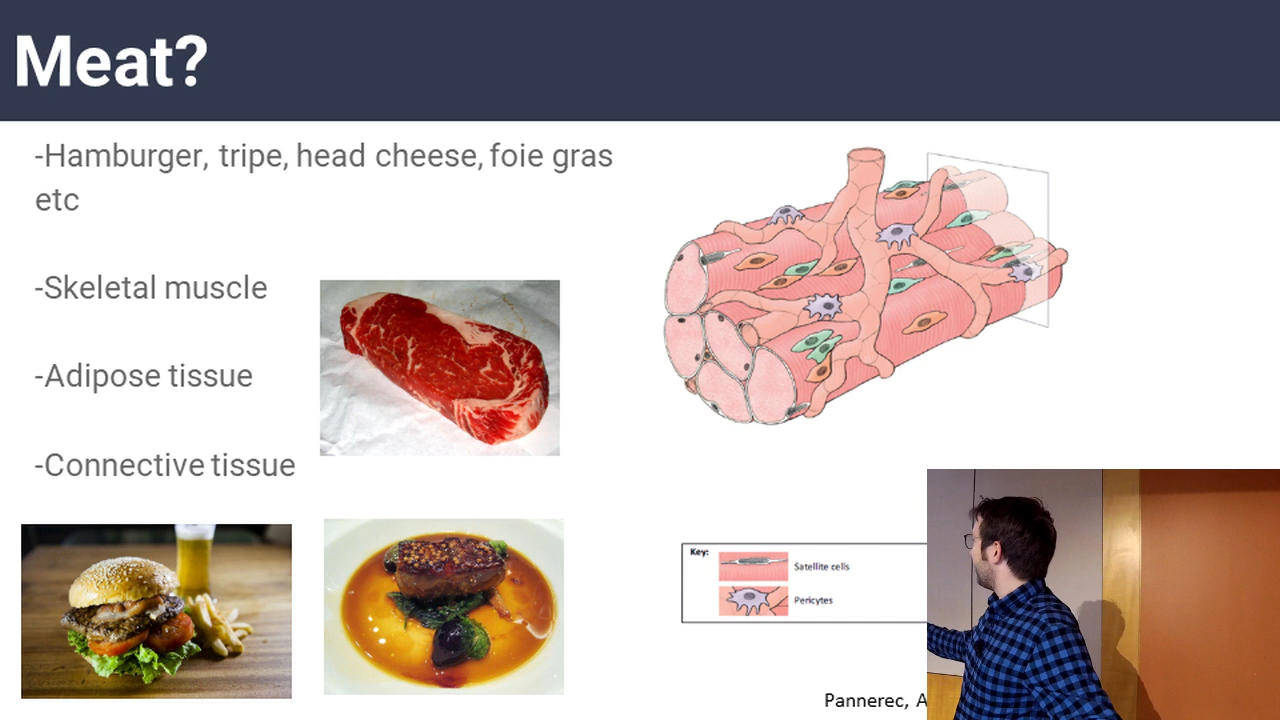 Meat?
-Hamburger, tripe, head cheese, foie gras
etc
-Skeletal muscle
-Adipose tissue
-Connective tissue
Key:
Satellite cells
Pericytes
Pannerec, A